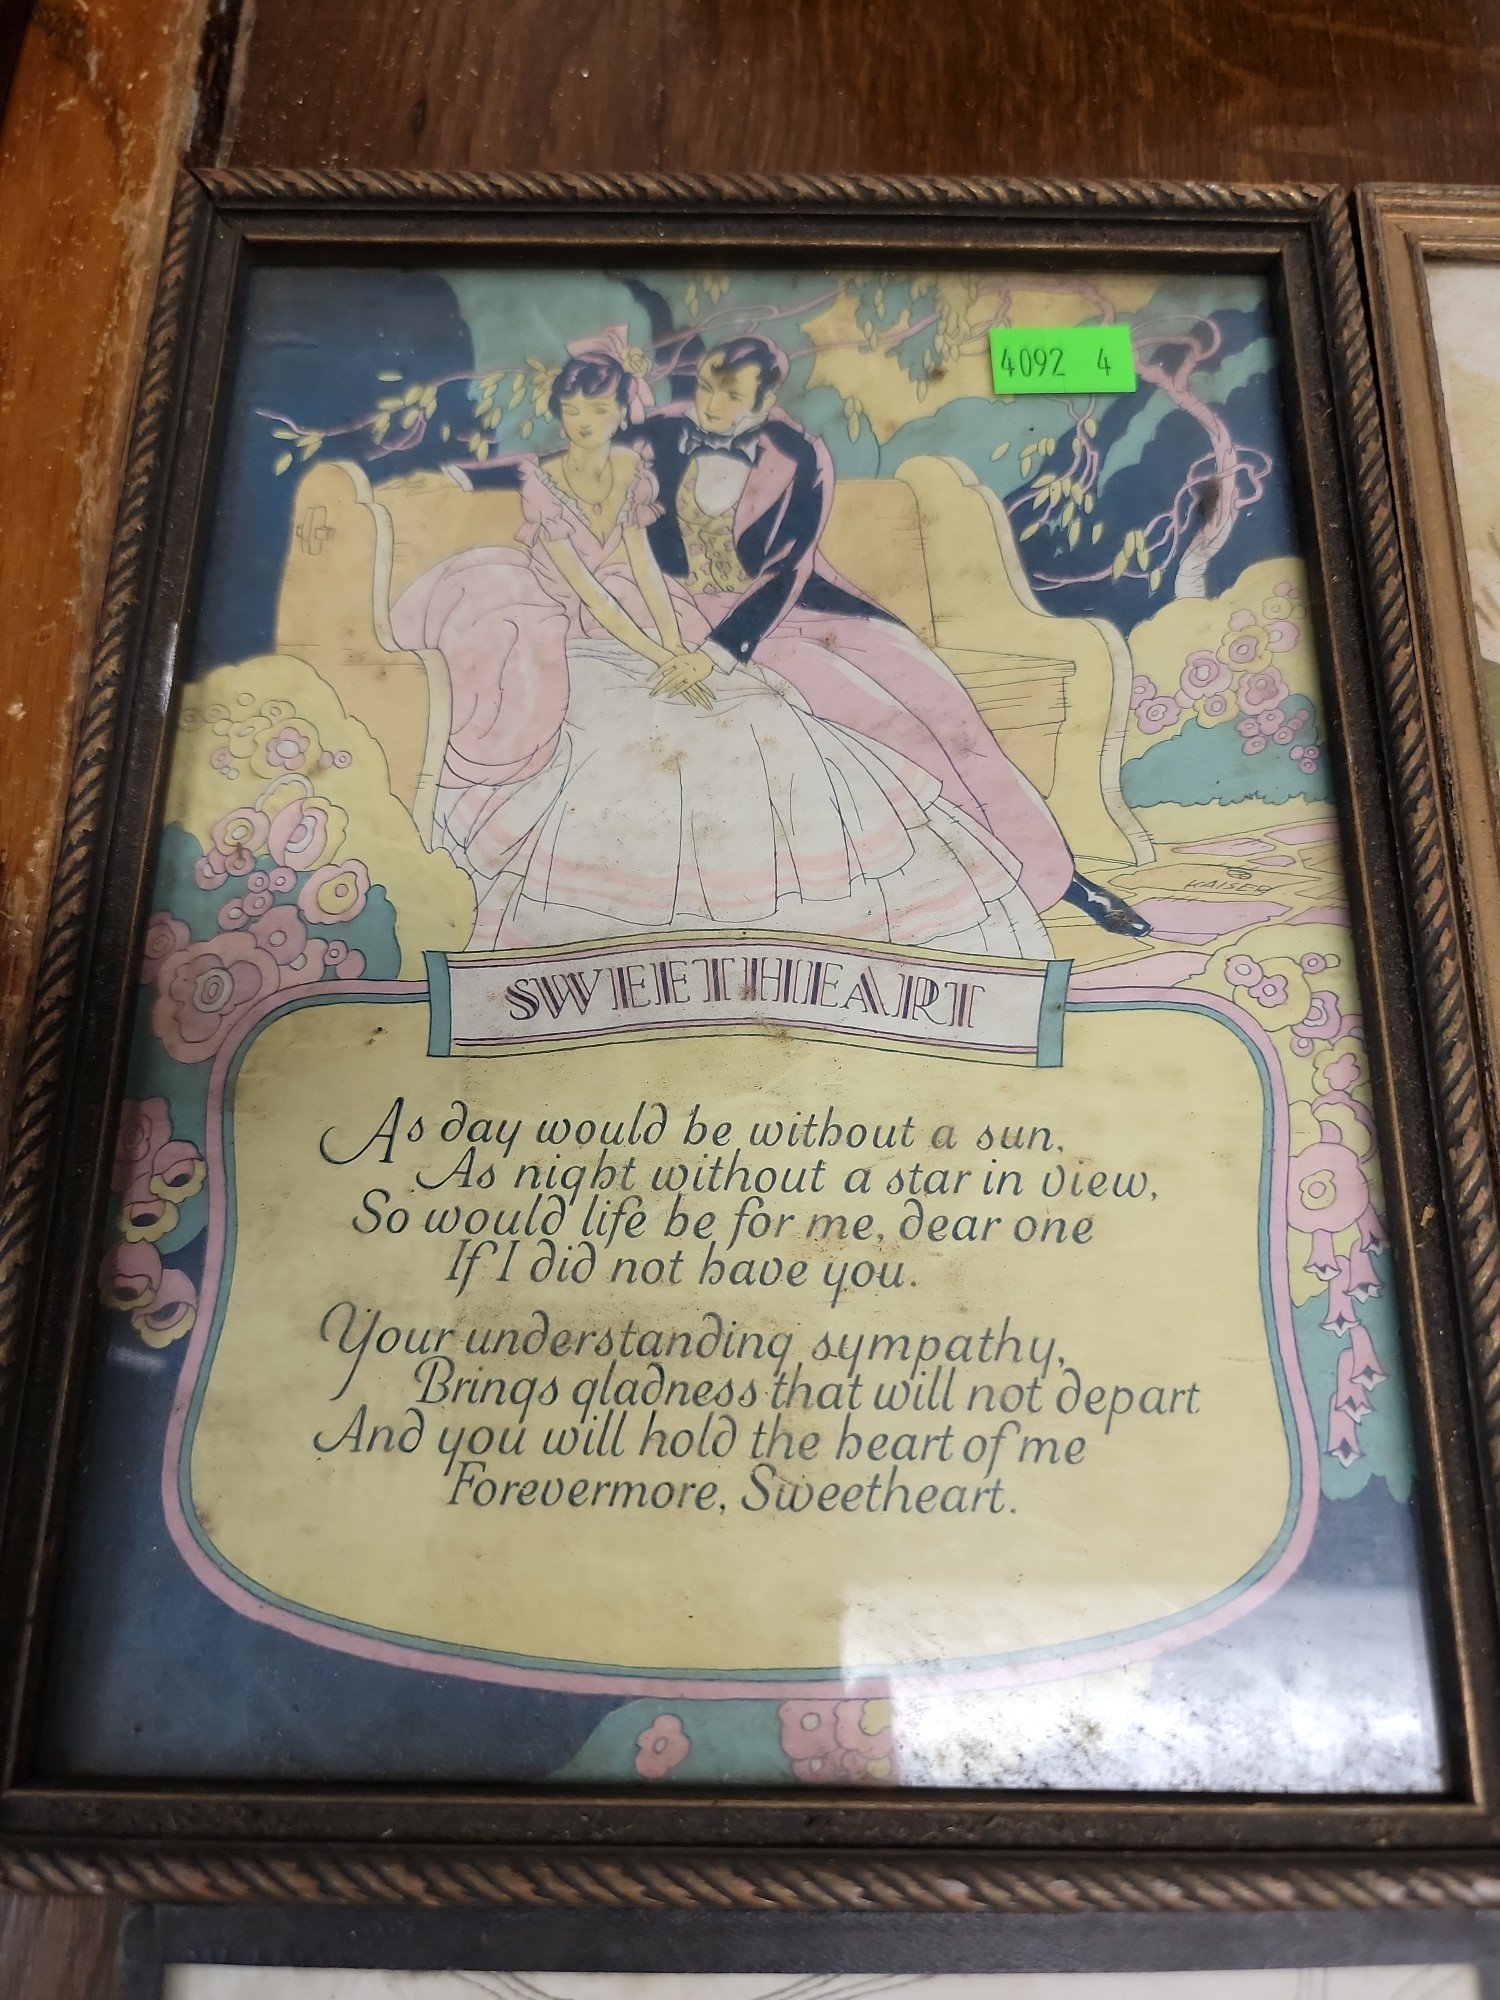 4092 4
KAISER
SWEETHEART
As day would be without a sun,
As night without a star in view,
So would life be for me, dear one
If I did not have you.
Your understanding sympathy,
Brings gladness that will not depart
And you will hold the heart of me
Forevermore, Sweetheart.